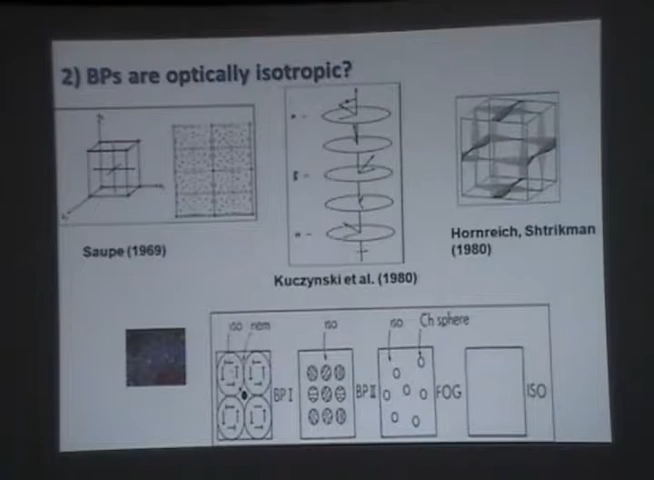 2) BPs are optically isotropic?
Saupe (1969)
Kuczynski et al. (1980)
Hornreich, Shtrikman
(1980)
iso nem
iso
iso Ch sphere
BP I
BP II
FOG
ISO